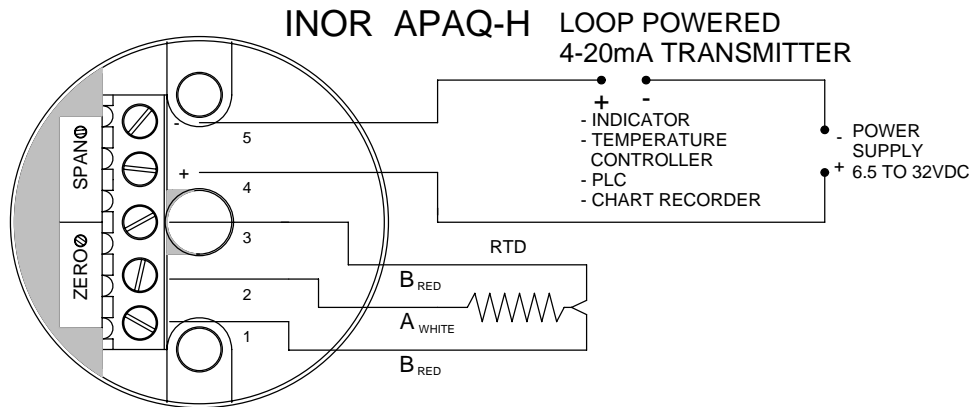 INOR APAQ-H
LOOP POWERED
4-20mA TRANSMITTER
+ -
- INDICATOR
- TEMPERATURE
CONTROLLER
- PLC
- CHART RECORDER
- POWER
SUPPLY
+ 6.5 TO 32VDC
SPAN
ZERO
- 5
+ 4
3
2
1
RTD
B RED
A WHITE
B RED